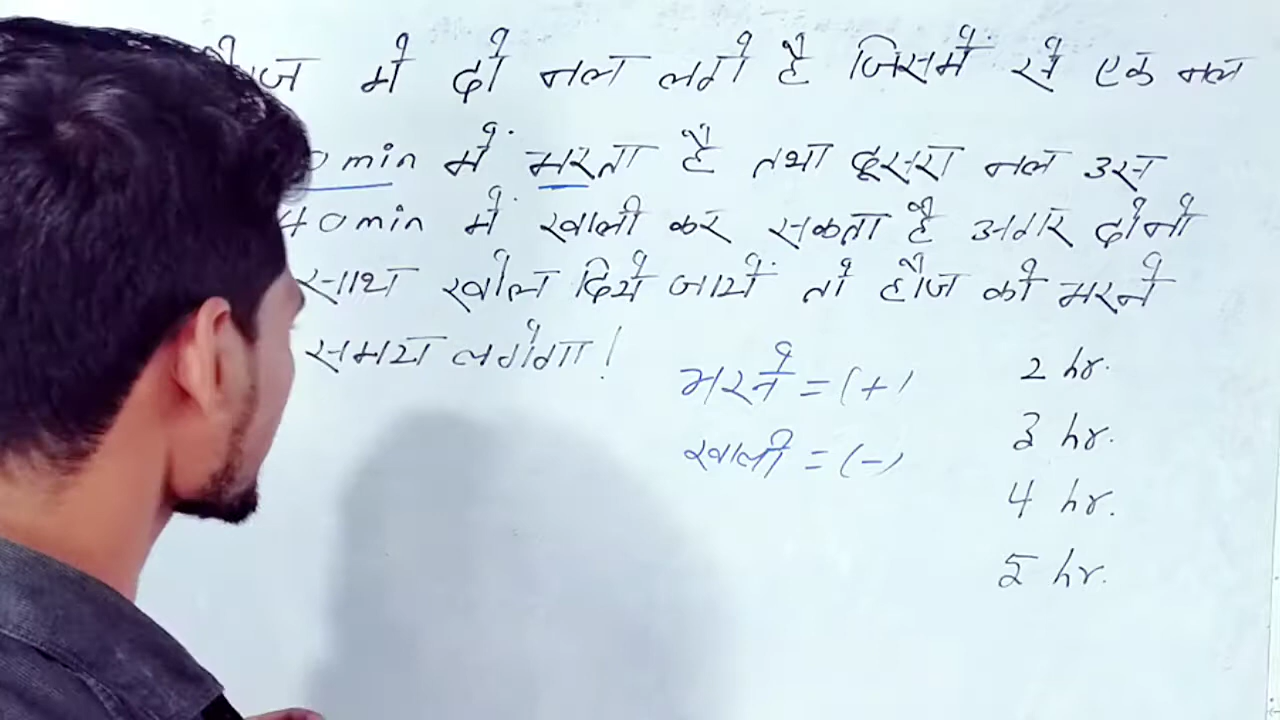 में दो नल लगे है जिसमें से एक नल
0 min में भरता है तथा दूसरा नल उसे
40 min में खाली कर सकता है अगर दोनो
साथ खोल दिये जायें तो हौज को भरने
समय लगेगा!
भरने = (+)
खाली = (-)
2 hr.
3 hr.
4 hr.
5 hr.